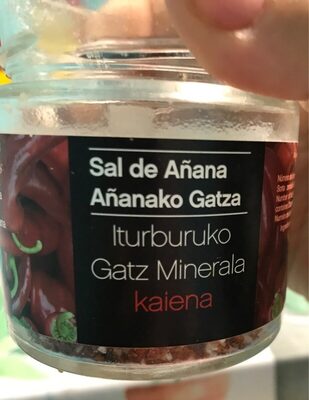 Sal de Añana
Añanako Gatza
Iturburuko
Gatz Minerala
kaiena